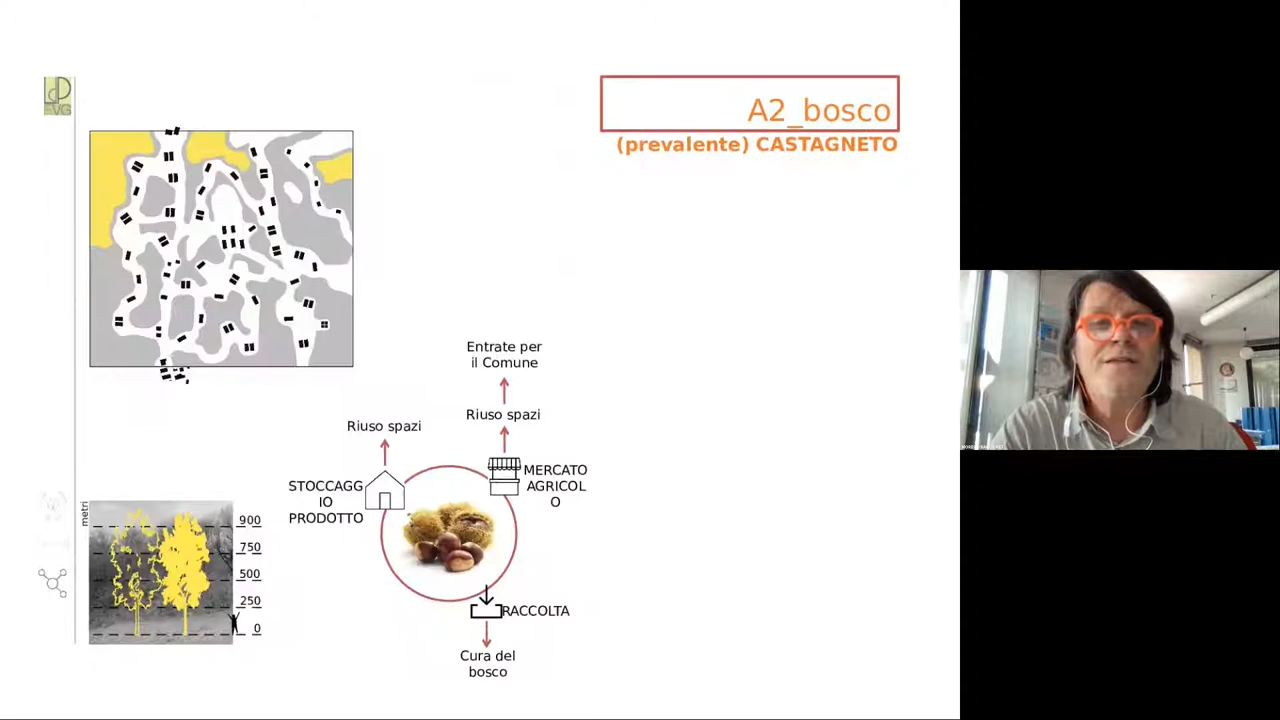 A2_bosco
(prevalente) CASTAGNETO
Entrate per
il Comune
Riuso spazi
Riuso spazi
MERCATO
AGRICOL
O
STOCCAGG
IO
PRODOTTO
metri
900
750
500
250
0
RACCOLTA
Cura del
bosco
VG